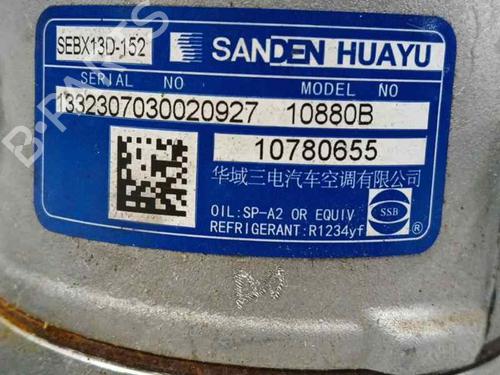 SEBX13D-152
SANDEN HUAYU
SERIAL NO
MODEL NO
1332307030020927
10880B
10780655
华域三电汽车空调有限公司
OIL:SP-A2 OR EQUIV
REFRIGERANT:R1234yf
SSB
®
B-PARTS